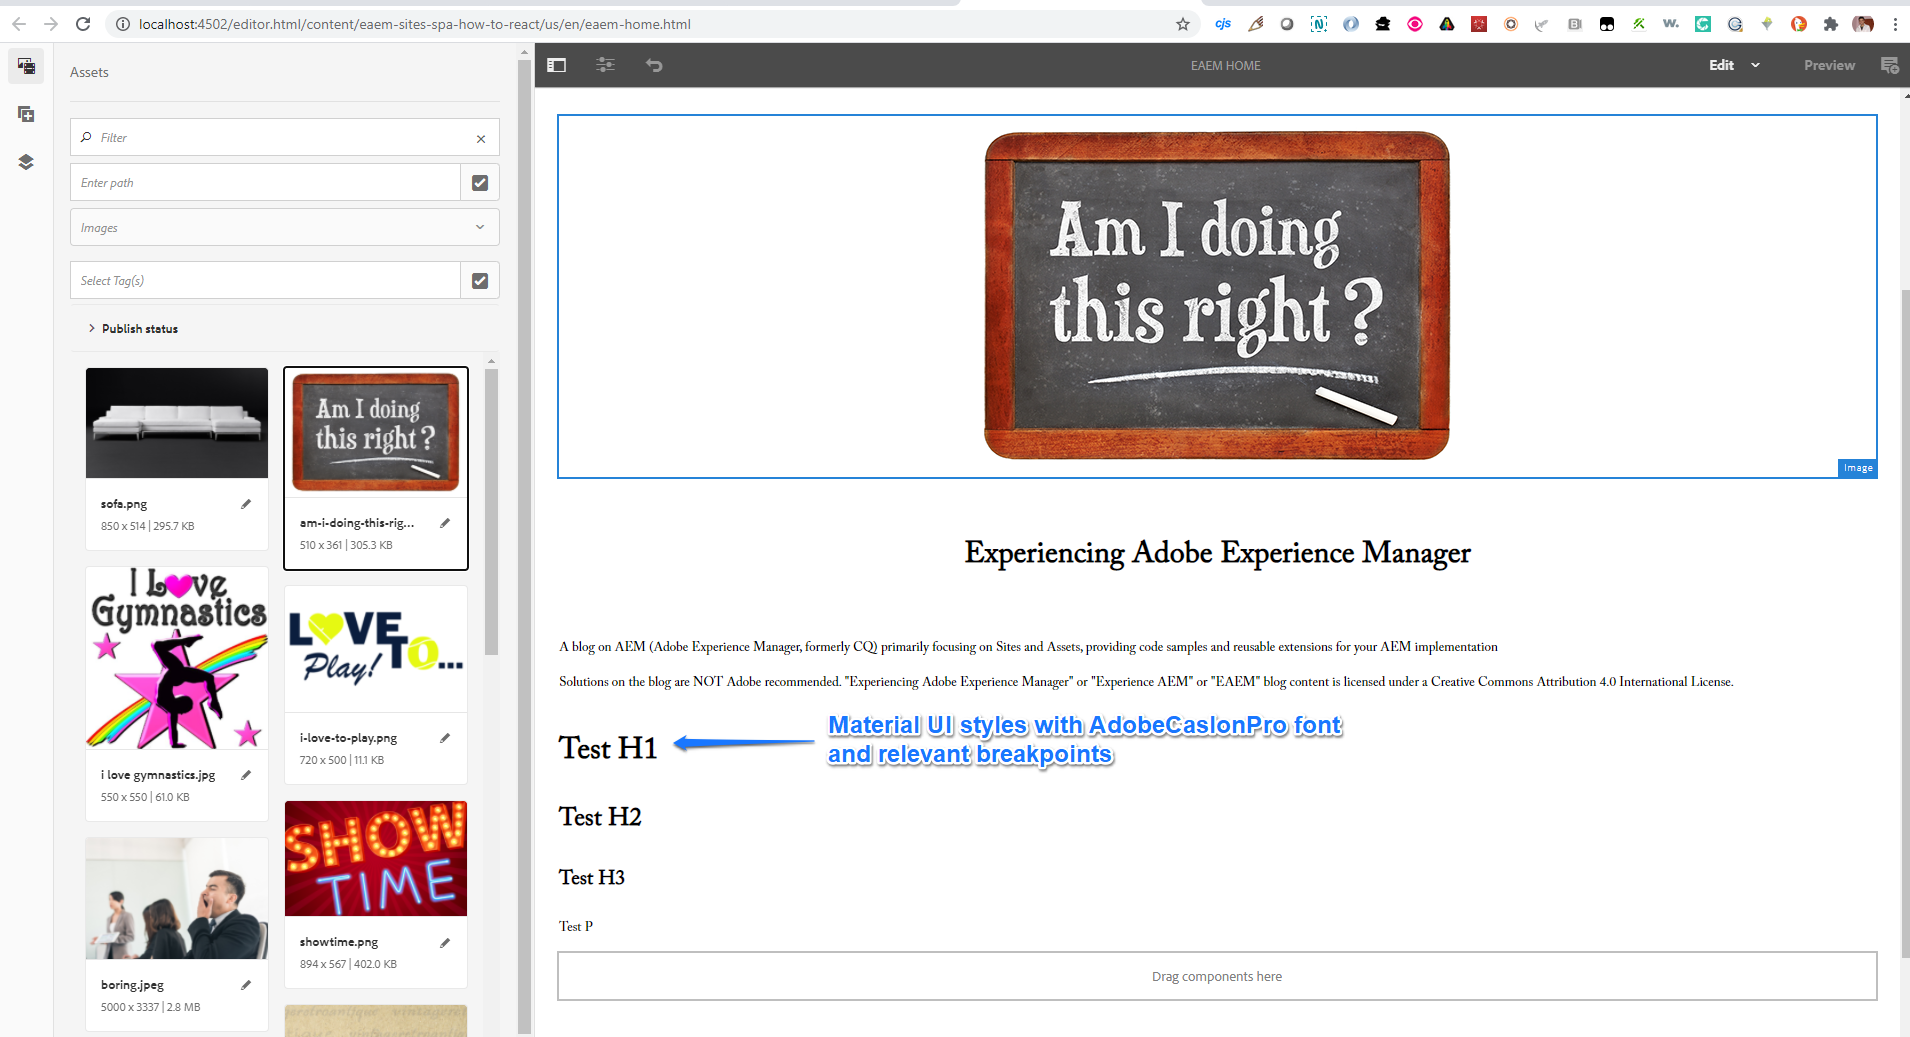 localhost:4502/editor.html/content/eaem-sites-spa-how-to-react/us/en/eaem-home.html
cjs
Assets
Filter
Enter path
Images
Select Tag(s)
Publish status
sofa.png
850 x 514 | 295.7 KB
Am I doing
this right?
am-i-doing-this-rig...
510 x 361 | 305.3 KB
I Love
Gymnastics
i love gymnastics.jpg
550 x 550 | 61.0 KB
LOVE
TO...
Play!
i-love-to-play.png
720 x 500 | 11.1 KB
boring.jpeg
5000 x 3337 | 2.8 MB
SHOW
TIME
showtime.png
894 x 567 | 402.0 KB
EAEM HOME
Edit
Preview
Am I doing
this right?
Image
Experiencing Adobe Experience Manager
A blog on AEM (Adobe Experience Manager, formerly CQ) primarily focusing on Sites and Assets, providing code samples and reusable extensions for your AEM implementation
Solutions on the blog are NOT Adobe recommended. "Experiencing Adobe Experience Manager" or "Experience AEM" or "EAEM" blog content is licensed under a Creative Commons Attribution 4.0 International License.
Test H1
Material UI styles with AdobeCaslonPro font
and relevant breakpoints
Test H2
Test H3
Test P
Drag components here